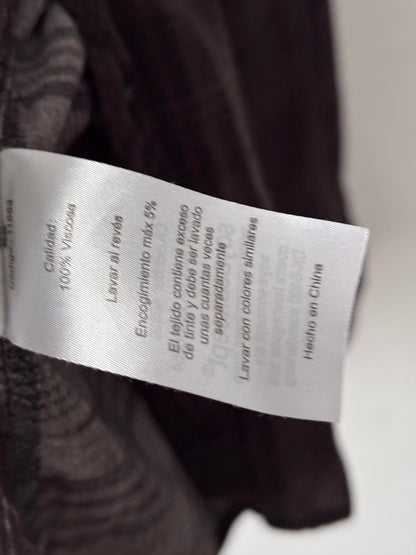 Calidad:
100% Viscosa
Lavar al revés
Encogimiento máx 5%
El tejido contiene exceso
de tinte y debe ser lavado
unas cuantas veces
separadamente
Lavar con colores similares
Hecho en China